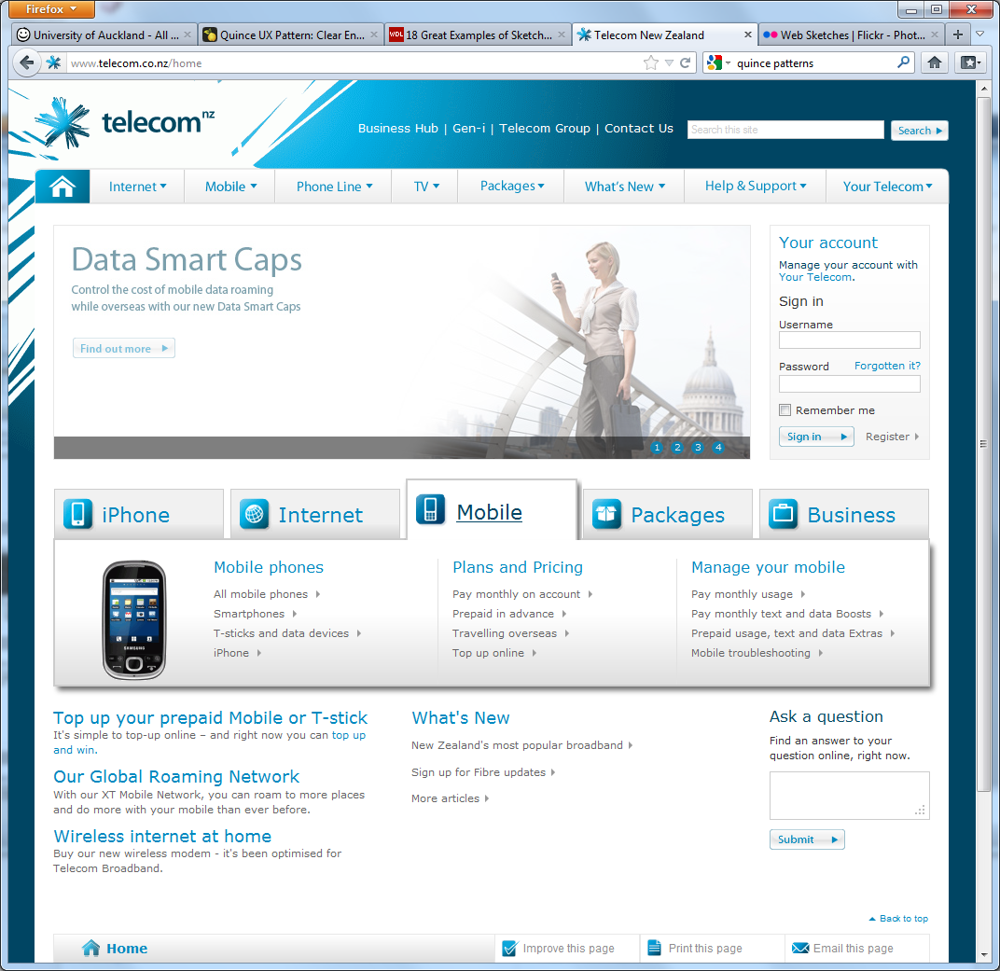 Firefox
University of Auckland - All ...
Quince UX Pattern: Clear En...
WDL 18 Great Examples of Sketch...
Telecom New Zealand
Web Sketches | Flickr - Phot...
www.telecom.co.nz/home
quince patterns
telecom nz
Business Hub | Gen-i | Telecom Group | Contact Us
Search this site
Search
Internet
Mobile
Phone Line
TV
Packages
What's New
Help & Support
Your Telecom
Data Smart Caps
Control the cost of mobile data roaming
while overseas with our new Data Smart Caps
Find out more
1 2 3 4
Your account
Manage your account with
Your Telecom.
Sign in
Username
Password Forgotten it?
Remember me
Sign in Register
iPhone
Internet
Mobile
Packages
Business
SAMSUNG
Mobile phones
All mobile phones
Smartphones
T-sticks and data devices
iPhone
Plans and Pricing
Pay monthly on account
Prepaid in advance
Travelling overseas
Top up online
Manage your mobile
Pay monthly usage
Pay monthly text and data Boosts
Prepaid usage, text and data Extras
Mobile troubleshooting
Top up your prepaid Mobile or T-stick
It's simple to top-up online – and right now you can top up
and win.
Our Global Roaming Network
With our XT Mobile Network, you can roam to more places
and do more with your mobile than ever before.
Wireless internet at home
Buy our new wireless modem - it's been optimised for
Telecom Broadband.
What's New
New Zealand's most popular broadband
Sign up for Fibre updates
More articles
Ask a question
Find an answer to your
question online, right now.
Submit
Back to top
Home
Improve this page
Print this page
Email this page